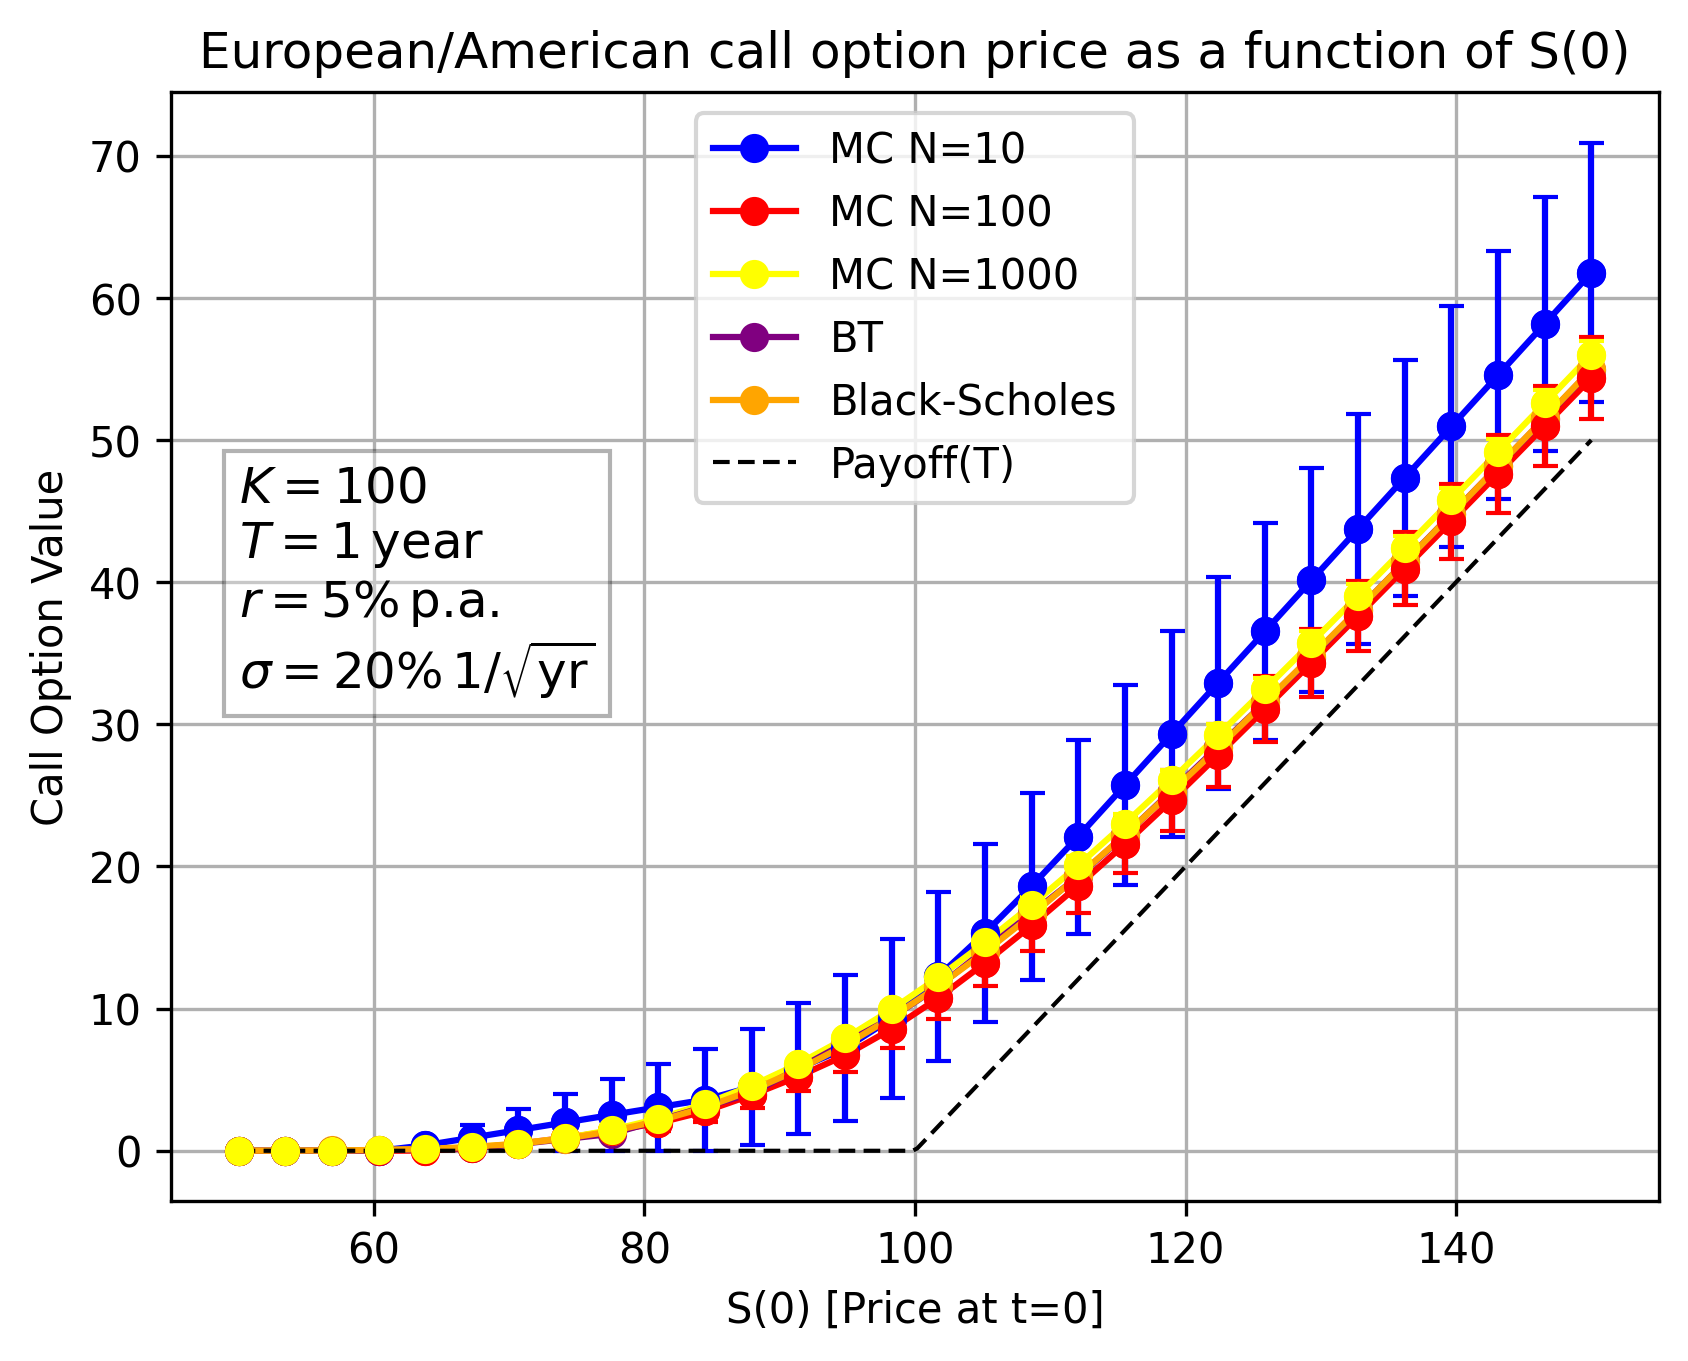 European/American call option price as a function of S(0)
Call Option Value
70
60
50
40
30
20
10
0
MC N=10
MC N=100
MC N=1000
BT
Black-Scholes
Payoff(T)
K = 100
T = 1 year
r = 5% p.a.
σ = 20% 1/√yr
60 80 100 120 140
S(0) [Price at t=0]